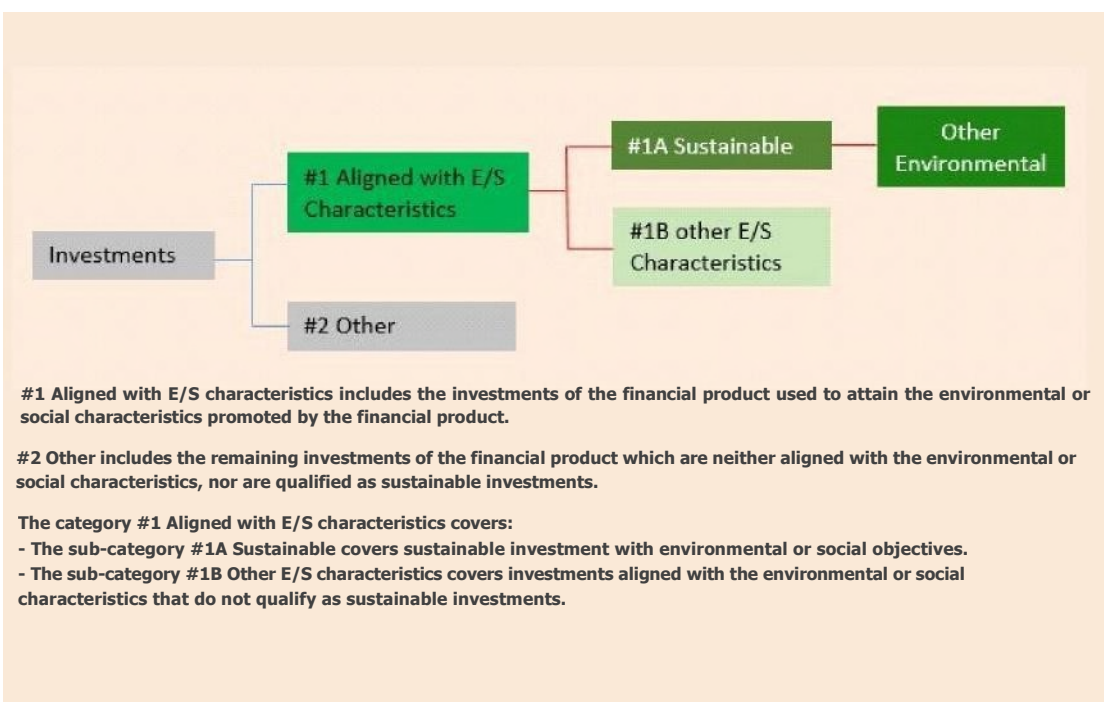 Other
Environmental
#1A Sustainable
#1 Aligned with E/S
Characteristics
#1B other E/S
Characteristics
Investments
#2 Other
#1 Aligned with E/S characteristics includes the investments of the financial product used to attain the environmental or
social characteristics promoted by the financial product.
#2 Other includes the remaining investments of the financial product which are neither aligned with the environmental or
social characteristics, nor are qualified as sustainable investments.
The category #1 Aligned with E/S characteristics covers:
- The sub-category #1A Sustainable covers sustainable investment with environmental or social objectives.
- The sub-category #1B Other E/S characteristics covers investments aligned with the environmental or social
characteristics that do not qualify as sustainable investments.